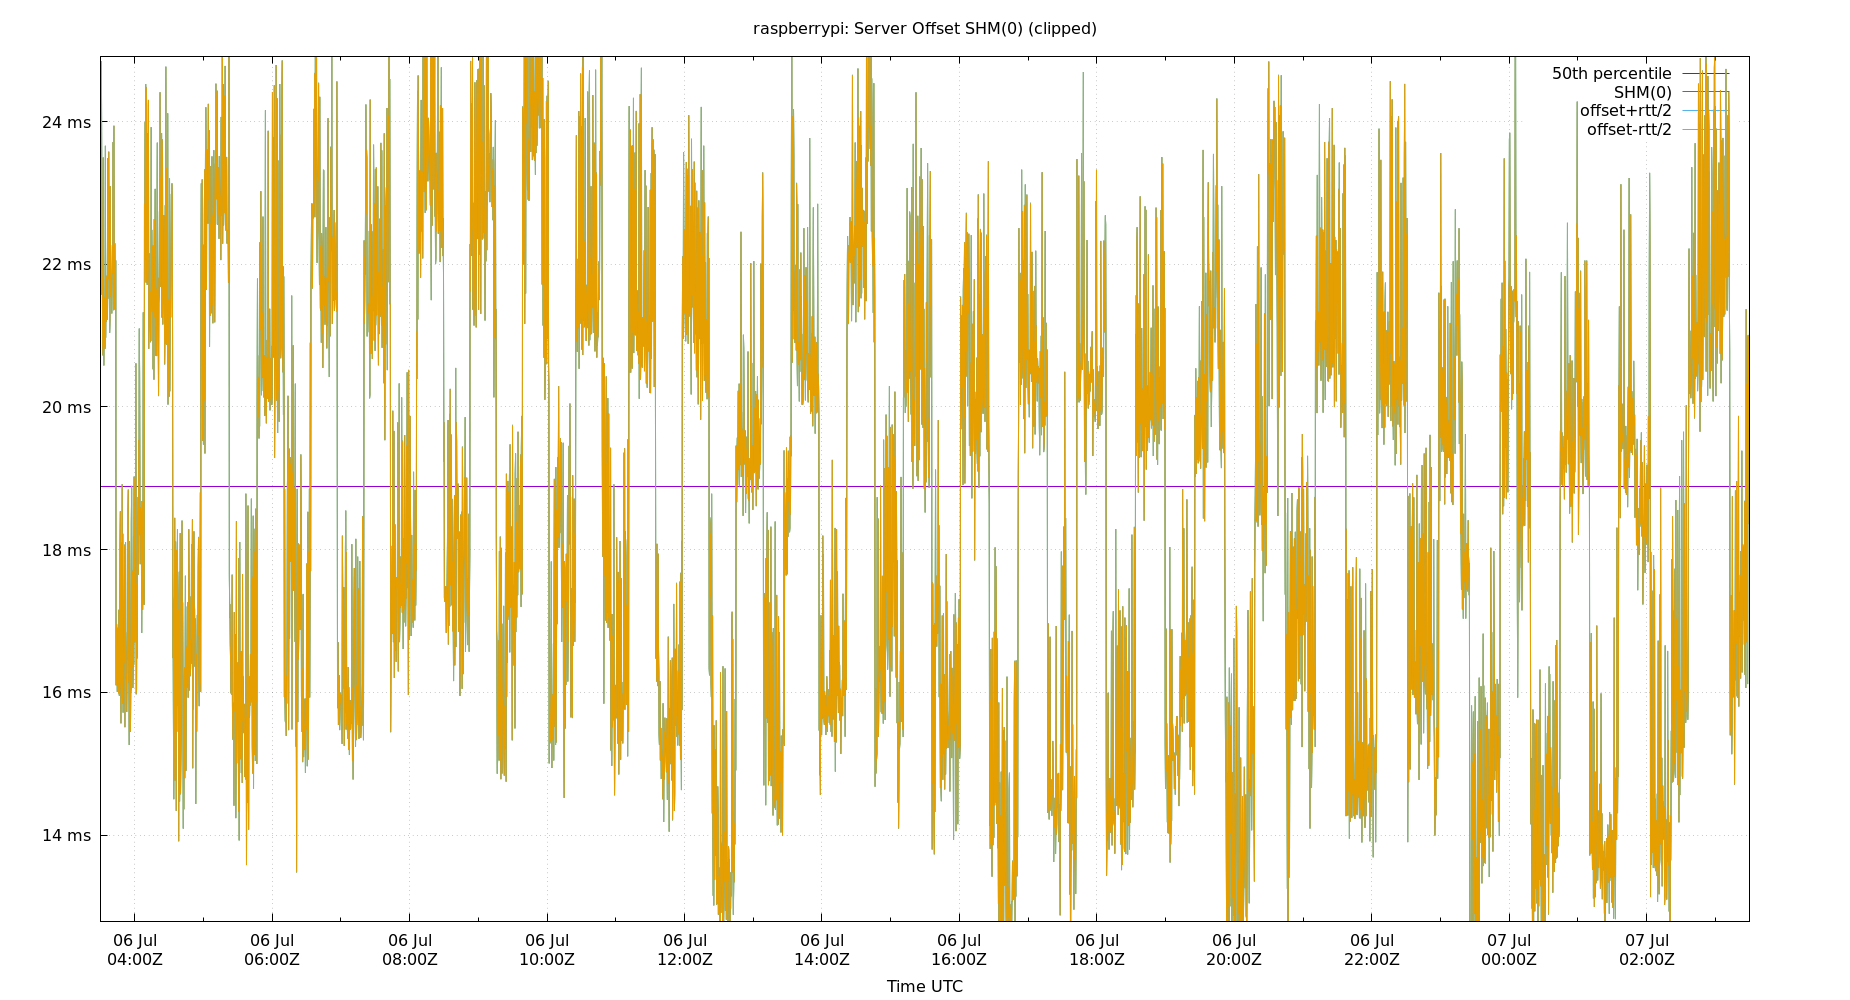 raspberrypi: Server Offset SHM(0) (clipped)
50th percentile
SHM(0)
offset+rtt/2
offset-rtt/2
24 ms
22 ms
20 ms
18 ms
16 ms
14 ms
06 Jul 06 Jul 06 Jul 06 Jul 06 Jul 06 Jul 06 Jul 06 Jul 06 Jul 06 Jul 07 Jul 07 Jul
04:00Z 06:00Z 08:00Z 10:00Z 12:00Z 14:00Z 16:00Z 18:00Z 20:00Z 22:00Z 00:00Z 02:00Z
Time UTC